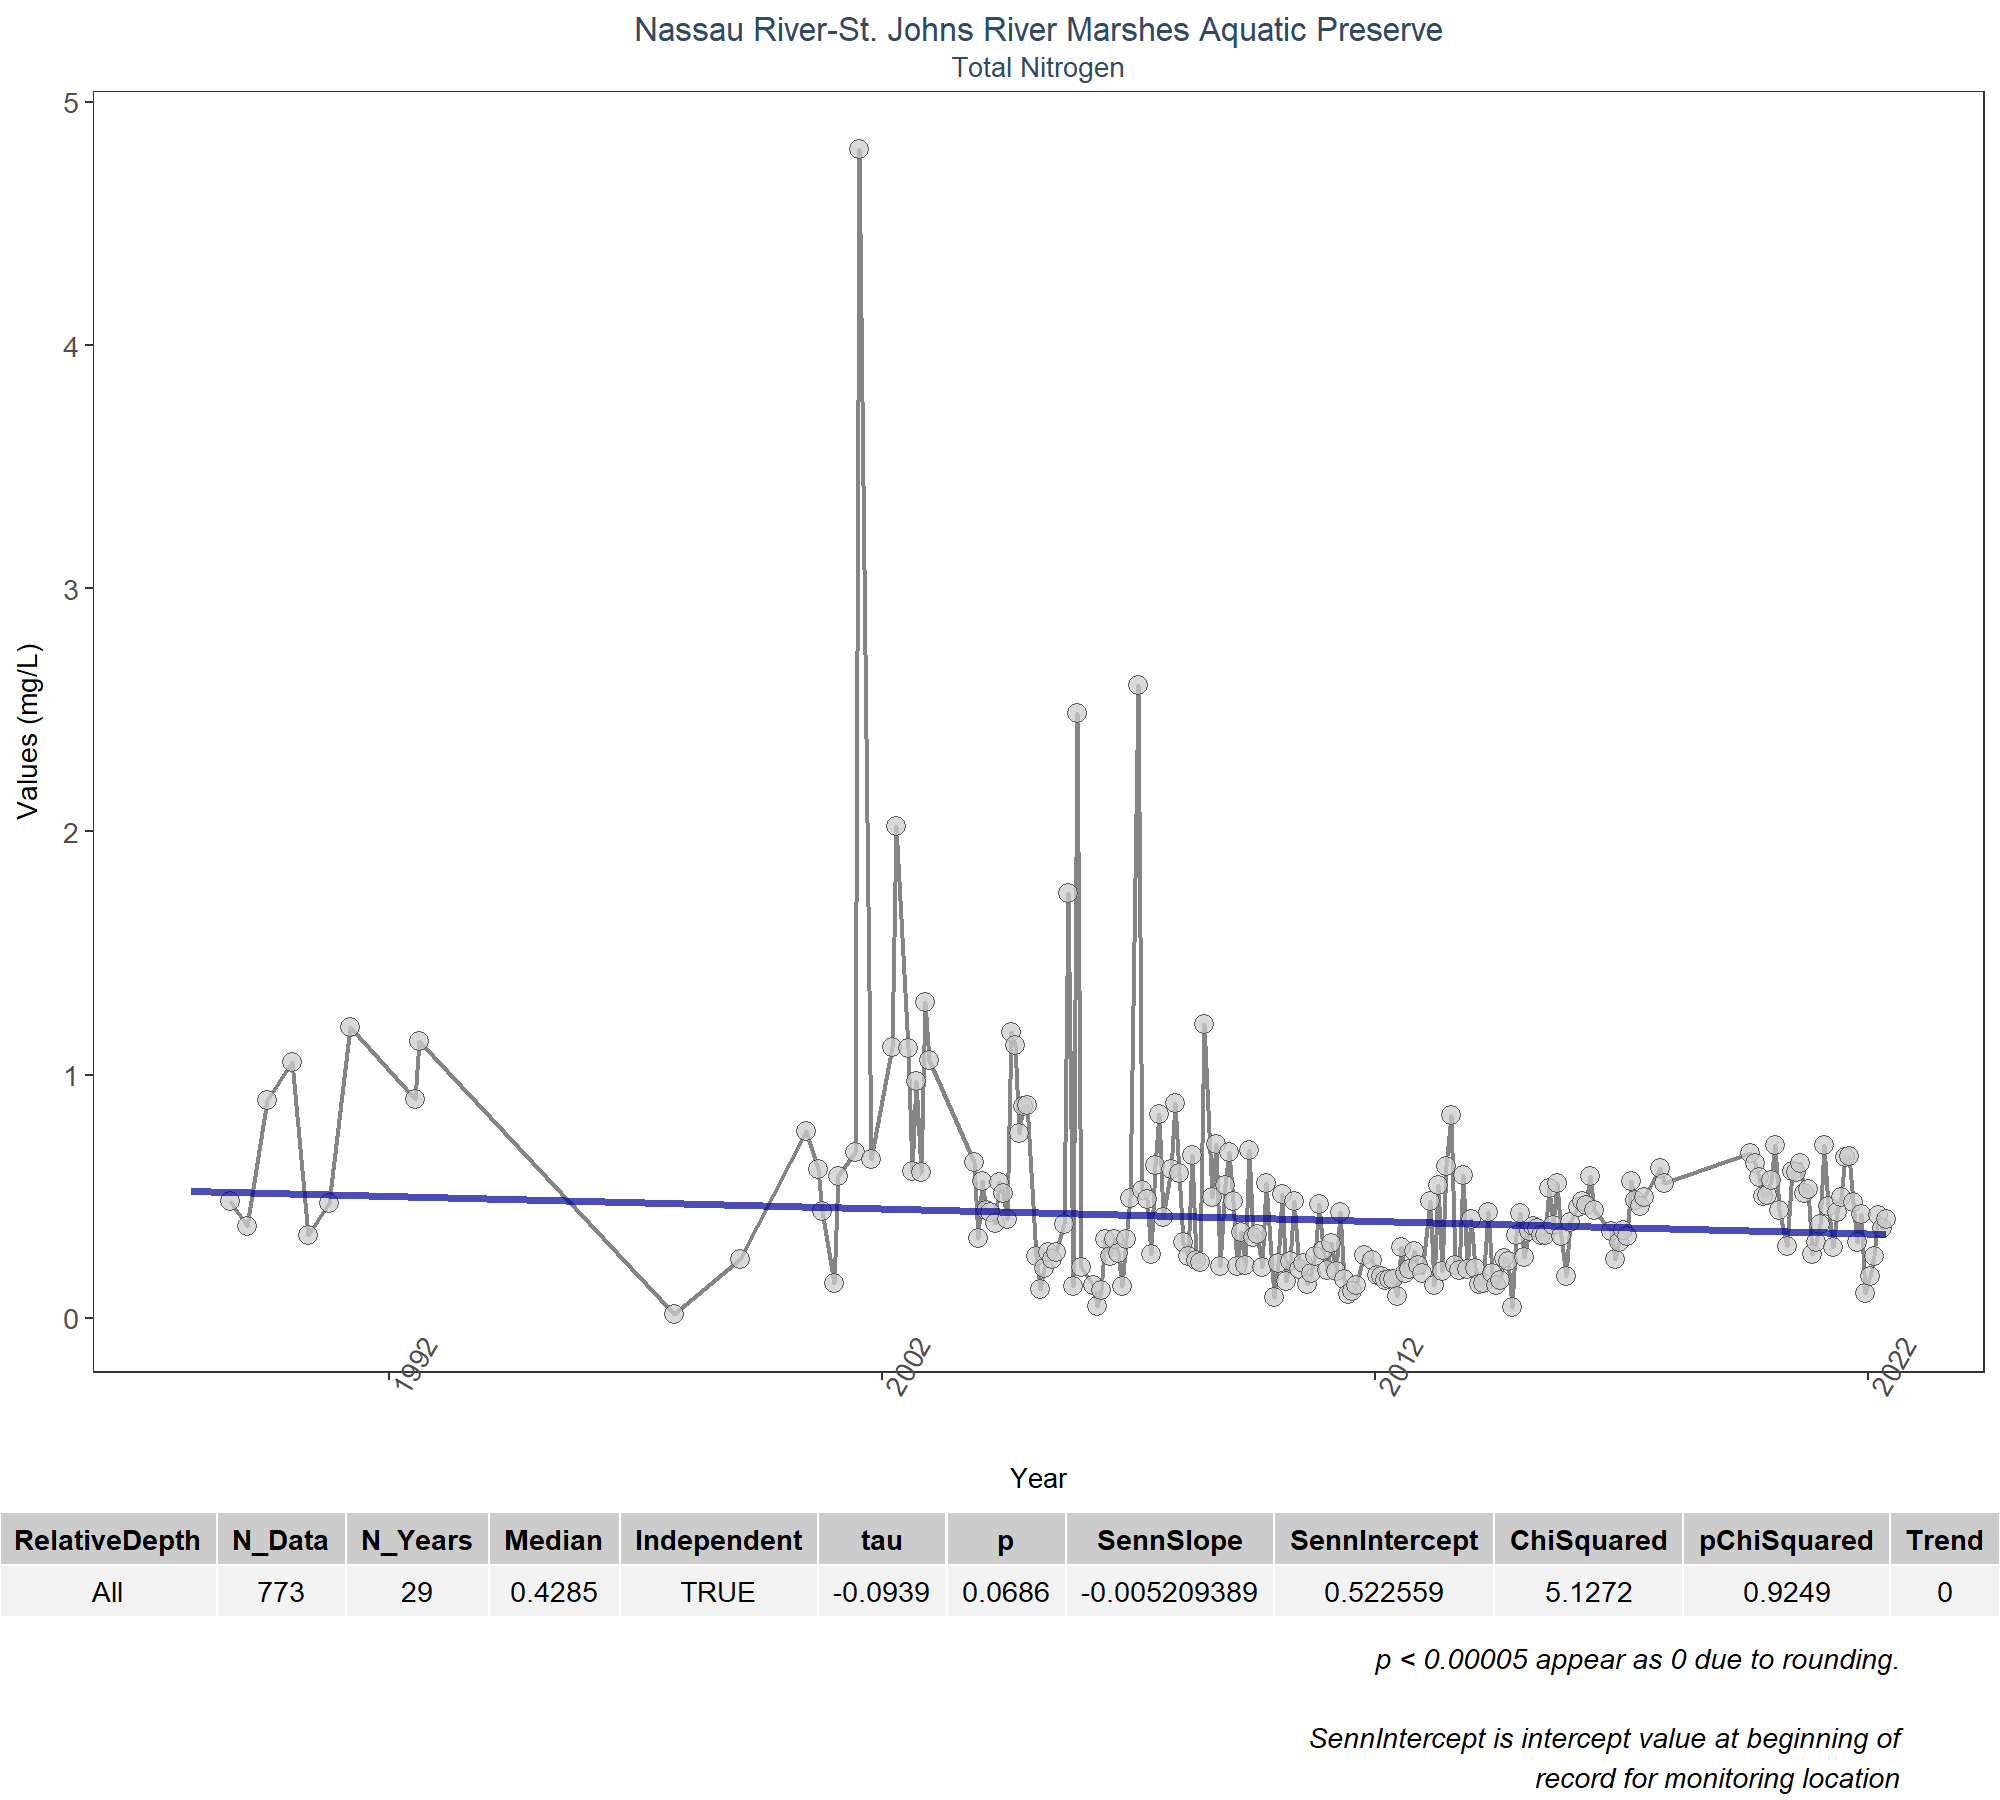 Nassau River-St. Johns River Marshes Aquatic Preserve
Total Nitrogen
5
4
3
2
1
0
Values (mg/L)
1992
2002
2012
2022
Year
RelativeDepth N_Data N_Years Median Independent tau p SennSlope SennIntercept ChiSquared pChiSquared Trend
All 773 29 0.4285 TRUE -0.0939 0.0686 -0.005209389 0.522559 5.1272 0.9249 0
p < 0.00005 appear as 0 due to rounding.
SennIntercept is intercept value at beginning of
record for monitoring location